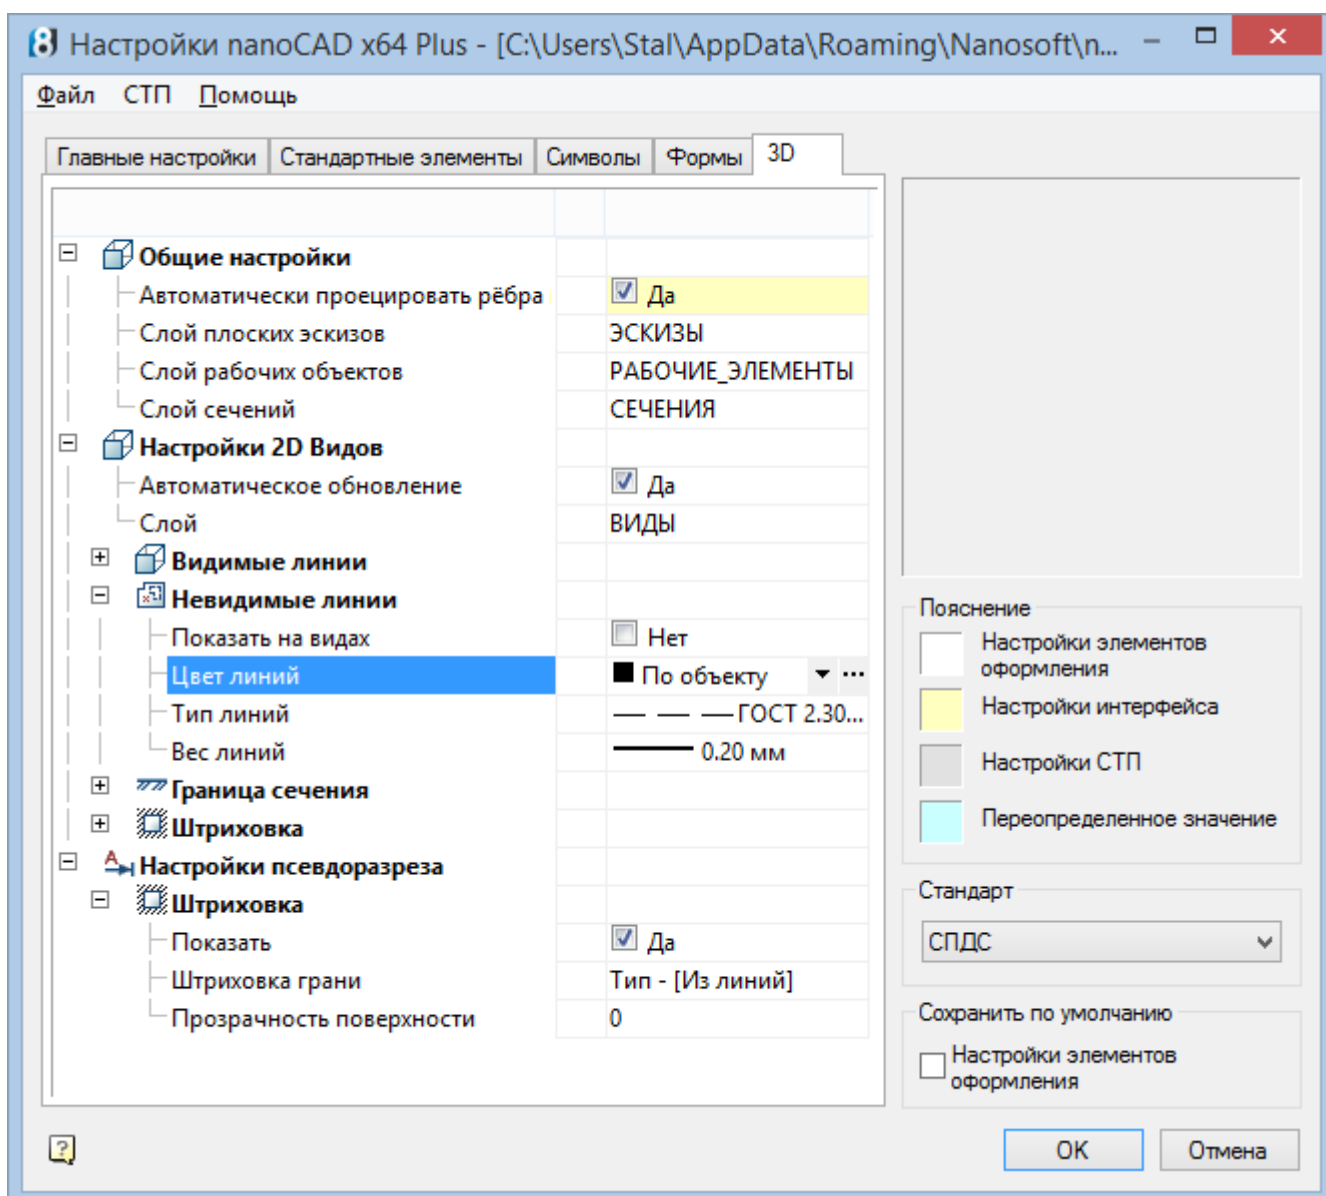 Настройки nanoCAD x64 Plus - [C:\Users\Stal\AppData\Roaming\Nanosoft\n...
Файл СТП Помощь
Главные настройки Стандартные элементы Символы Формы 3D
Общие настройки
Автоматически проецировать рёбра Да
Слой плоских эскизов ЭСКИЗЫ
Слой рабочих объектов РАБОЧИЕ_ЭЛЕМЕНТЫ
Слой сечений СЕЧЕНИЯ
Настройки 2D Видов
Автоматическое обновление Да
Слой ВИДЫ
Видимые линии
Невидимые линии
Показать на видах Нет
Цвет линий По объекту
Тип линий ГОСТ 2.30...
Вес линий 0.20 мм
Граница сечения
Штриховка
Настройки псевдоразреза
Штриховка
Показать Да
Штриховка грани Тип - [Из линий]
Прозрачность поверхности 0
Пояснение
Настройки элементов
оформления
Настройки интерфейса
Настройки СТП
Переопределенное значение
Стандарт
СПДС
Сохранить по умолчанию
Настройки элементов
оформления
OK Отмена